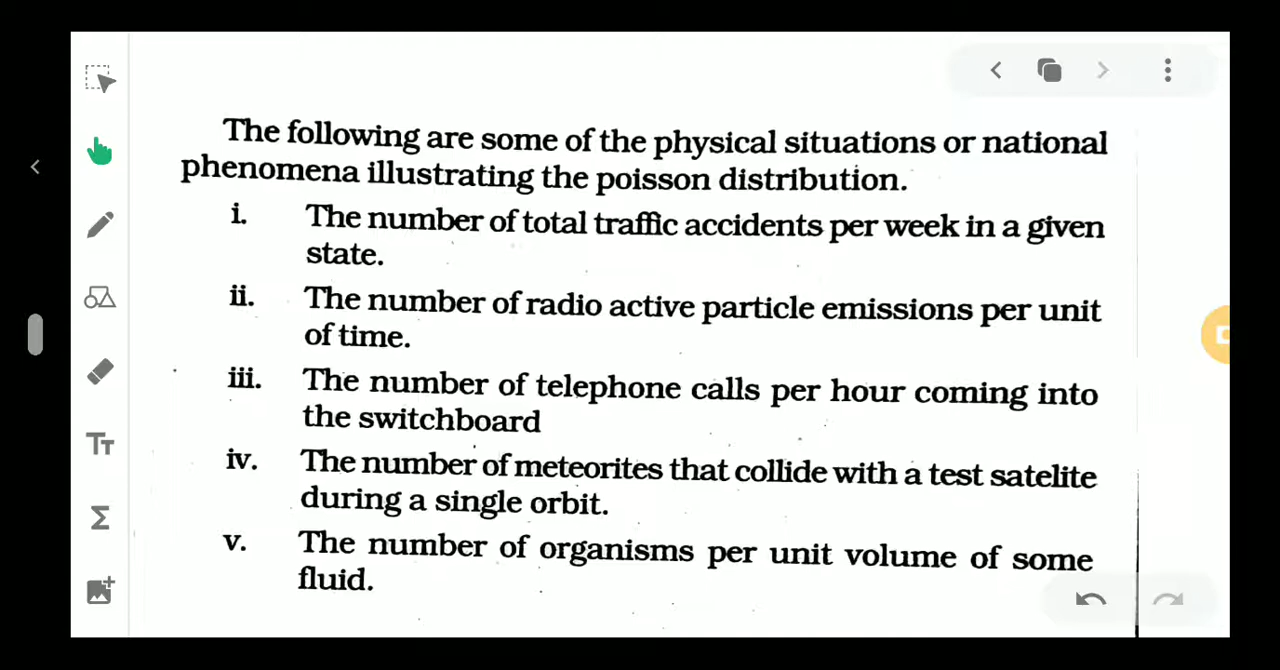 The following are some of the physical situations or national
phenomena illustrating the poisson distribution.
i. The number of total traffic accidents per week in a given
state.
ii. The number of radio active particle emissions per unit
of time.
iii. The number of telephone calls per hour coming into
the switchboard
iv. The number of meteorites that collide with a test satelite
during a single orbit.
v. The number of organisms per unit volume of some
fluid.
TT
Σ